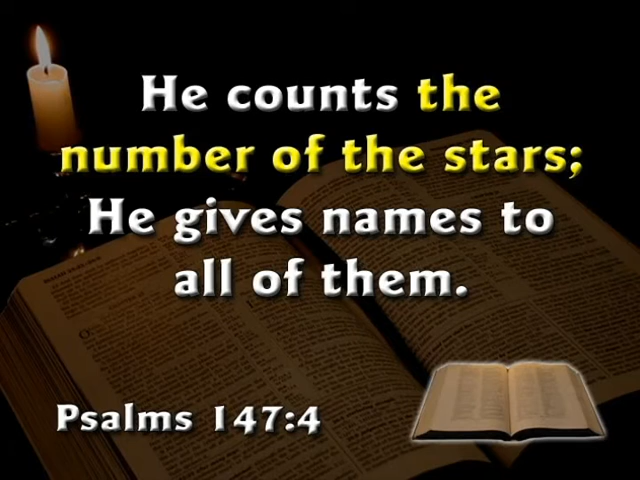 He counts the
number of the stars;
He gives names to
all of them.
Psalms 147:4